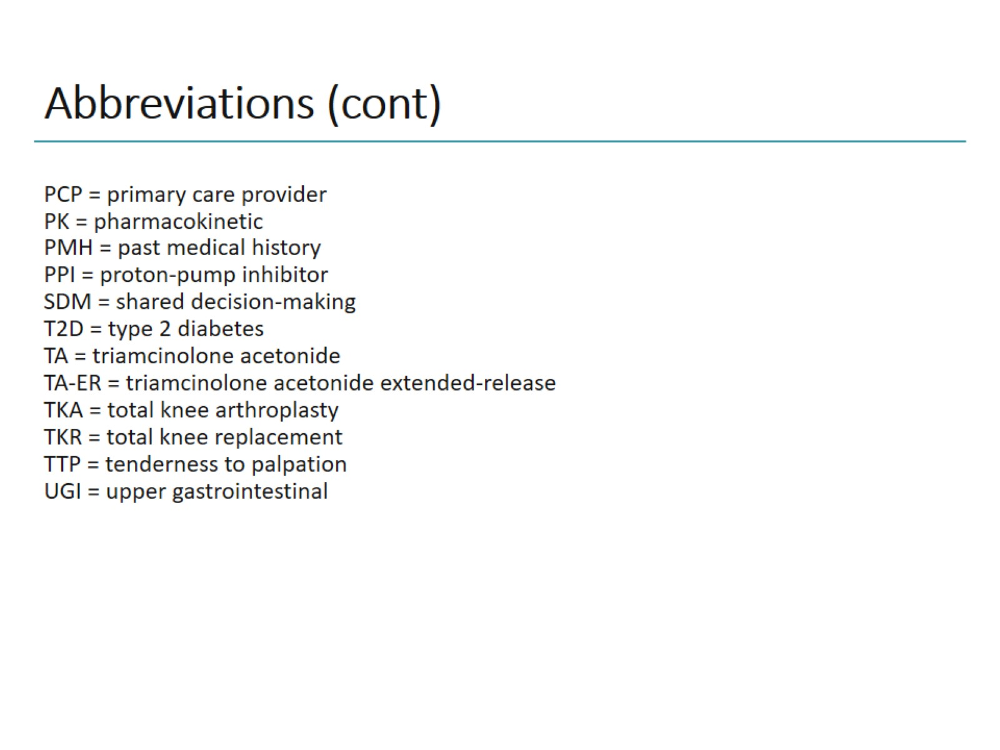 Abbreviations (cont)
PCP = primary care provider
PK = pharmacokinetic
PMH = past medical history
PPI = proton-pump inhibitor
SDM = shared decision-making
T2D = type 2 diabetes
TA = triamcinolone acetonide
TA-ER = triamcinolone acetonide extended-release
TKA = total knee arthroplasty
TKR = total knee replacement
TTP = tenderness to palpation
UGI = upper gastrointestinal